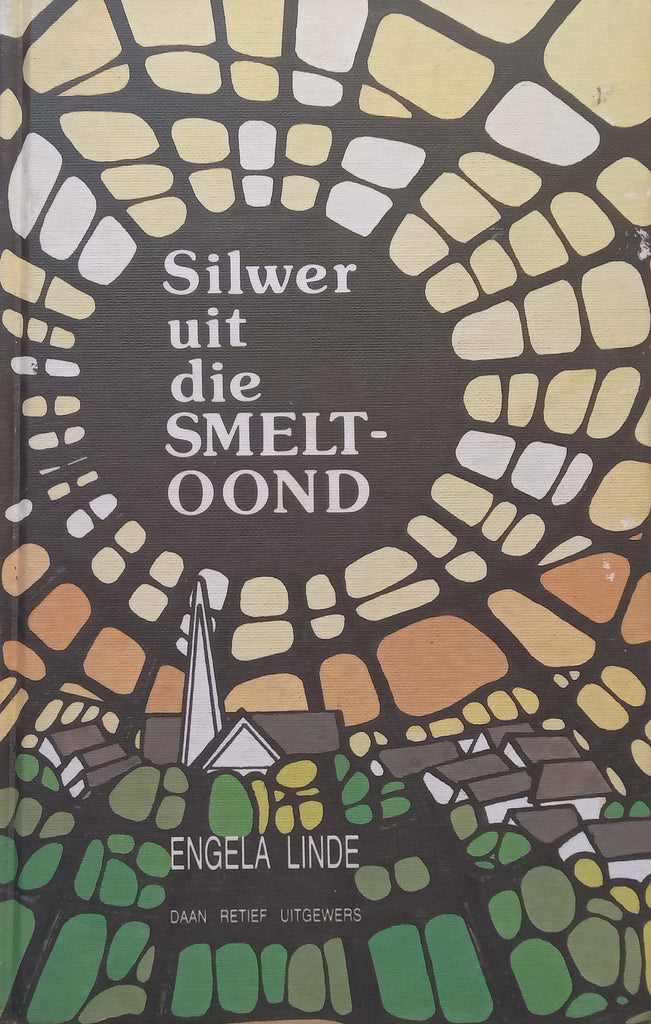 Silwer
uit
die
SMELT-
OOND
ENGELA LINDE
DAAN RETIEF UITGEWERS